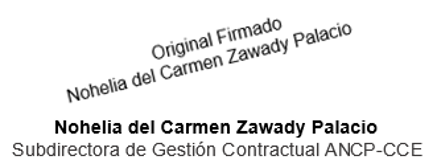 Original Firmado
Nohelia del Carmen Zawady Palacio
Nohelia del Carmen Zawady Palacio
Subdirectora de Gestión Contractual ANCP-CCE